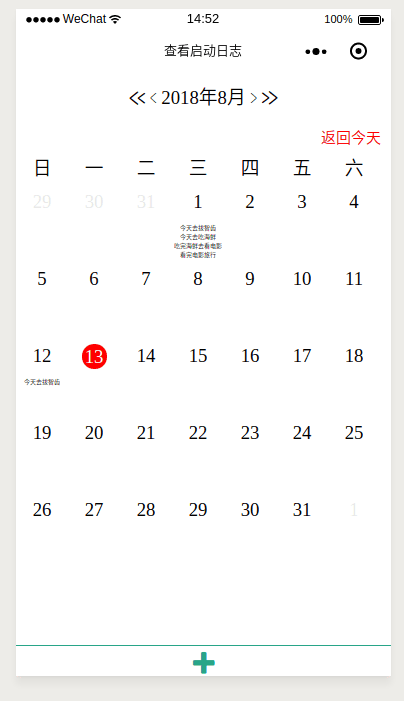 WeChat 14:52 100%
查看启动日志
2018年8月
返回今天
日 一 二 三 四 五 六
29 30 31 1 2 3 4
今天去拔智齿
今天去吃海鲜
吃完海鲜去看电影
看完电影旅行
5 6 7 8 9 10 11
12 13 14 15 16 17 18
今天去拔智齿
19 20 21 22 23 24 25
26 27 28 29 30 31 1